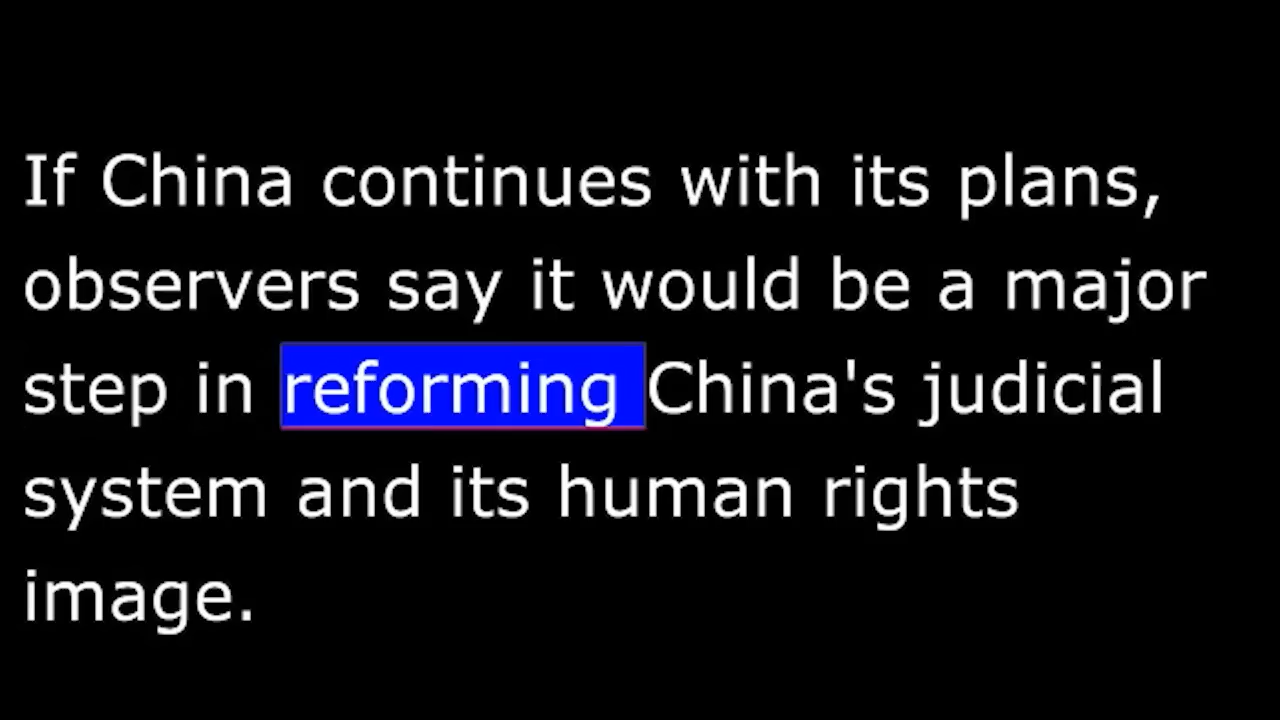 If China continues with its plans,
observers say it would be a major
step in reforming China's judicial
system and its human rights
image.